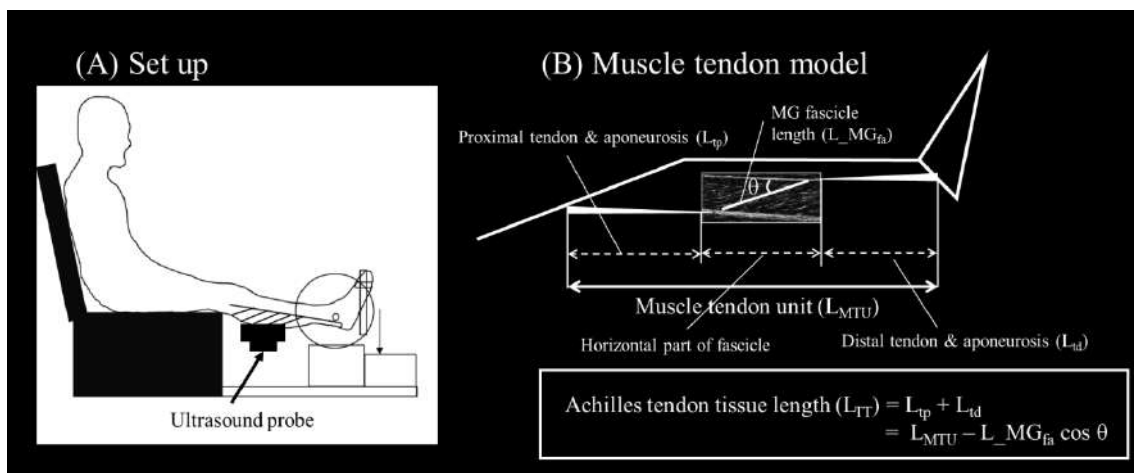 (A) Set up
Ultrasound probe
(B) Muscle tendon model
MG fascicle
length (L_MGfa)
Proximal tendon & aponeurosis (Ltp)
θ
Muscle tendon unit (LMTU)
Horizontal part of fascicle
Distal tendon & aponeurosis (Ltd)
Achilles tendon tissue length (LTT) = Ltp + Ltd
= LMTU – L_MGfa cos θ